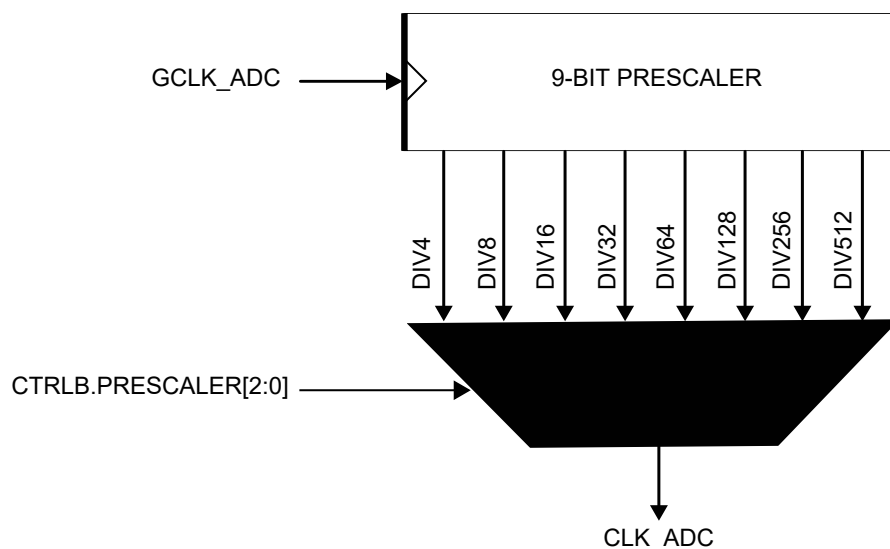 GCLK_ADC
9-BIT PRESCALER
DIV4
DIV8
DIV16
DIV32
DIV64
DIV128
DIV256
DIV512
CTRLB.PRESCALER[2:0]
CLK_ADC